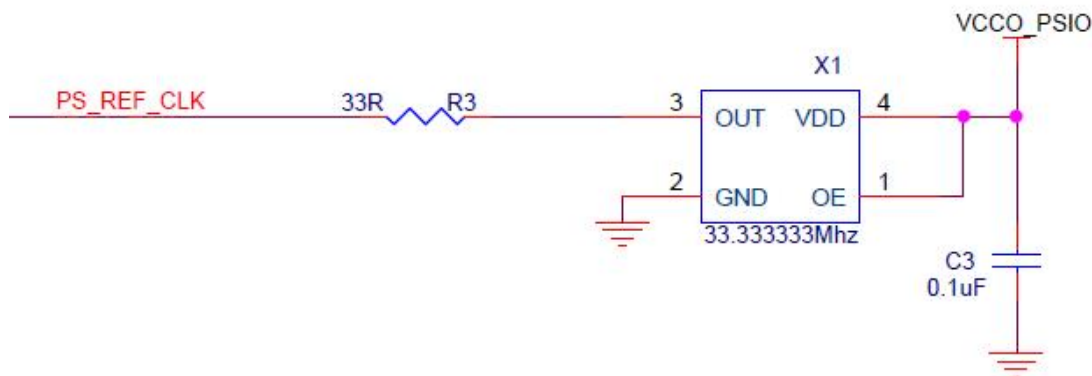 VCCO_PSIO
X1
PS_REF_CLK 33R R3 3 OUT VDD 4
2 GND OE 1
33.333333Mhz
C3
0.1uF